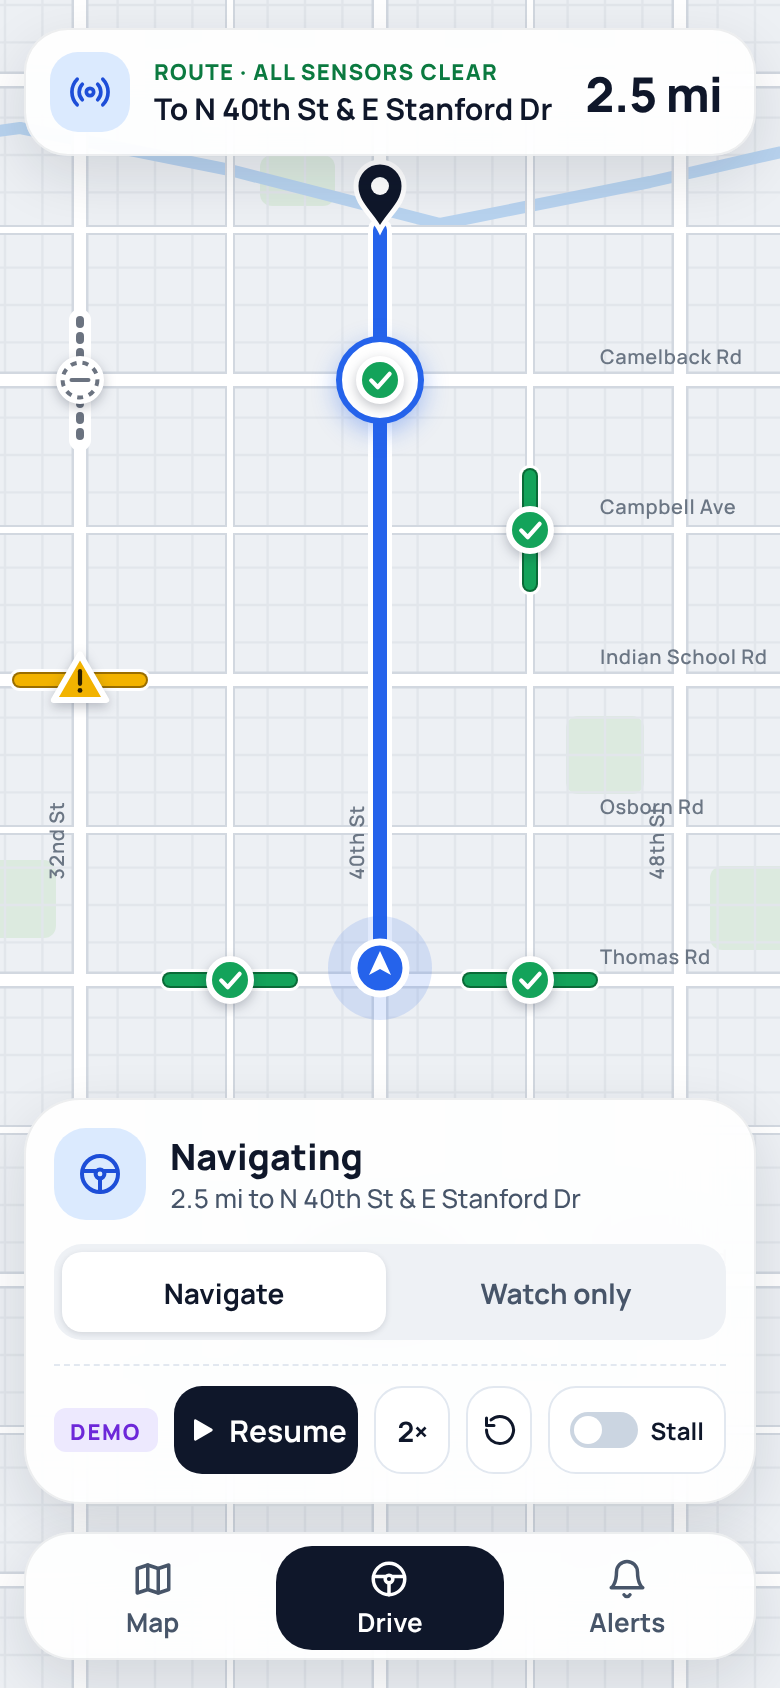 ROUTE · ALL SENSORS CLEAR
To N 40th St & E Stanford Dr
2.5 mi
Camelback Rd
Campbell Ave
Indian School Rd
Osborn Rd
32nd St
40th St
48th St
Thomas Rd
Navigating
2.5 mi to N 40th St & E Stanford Dr
Navigate
Watch only
DEMO
Resume
2×
Stall
Map
Drive
Alerts